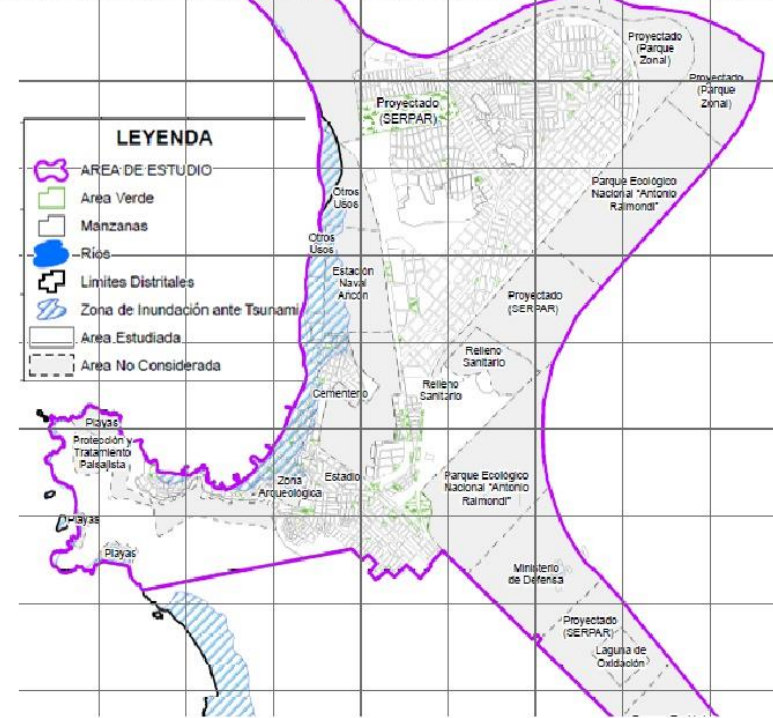 LEYENDA
AREA DE ESTUDIO
Area Verde
Manzanas
Ríos
Limites Distritales
Zona de Inundación ante Tsunami
Area Estudiada
Area No Considerada
Proyectado
(Parque
Zonal)
Proyectado
(Parque
Zonal)
Proyectado
(SERPAR)
Otros
Usos
Parque Ecológico
Nacional "Antonio
Raimondi"
Otros
Usos
Estación
Naval
Ancón
Proyectado
(SERPAR)
Relleno
Sanitario
Relleno
Sanitario
Cementerio
Playas
Protección y
Tratamiento
Paisajista
Zona
Arqueológica
Estadio
Parque Ecológico
Nacional "Antonio
Raimondi"
Playas
Playas
Ministerio
de Defensa
Proyectado
(SERPAR)
Laguna de
Oxidación